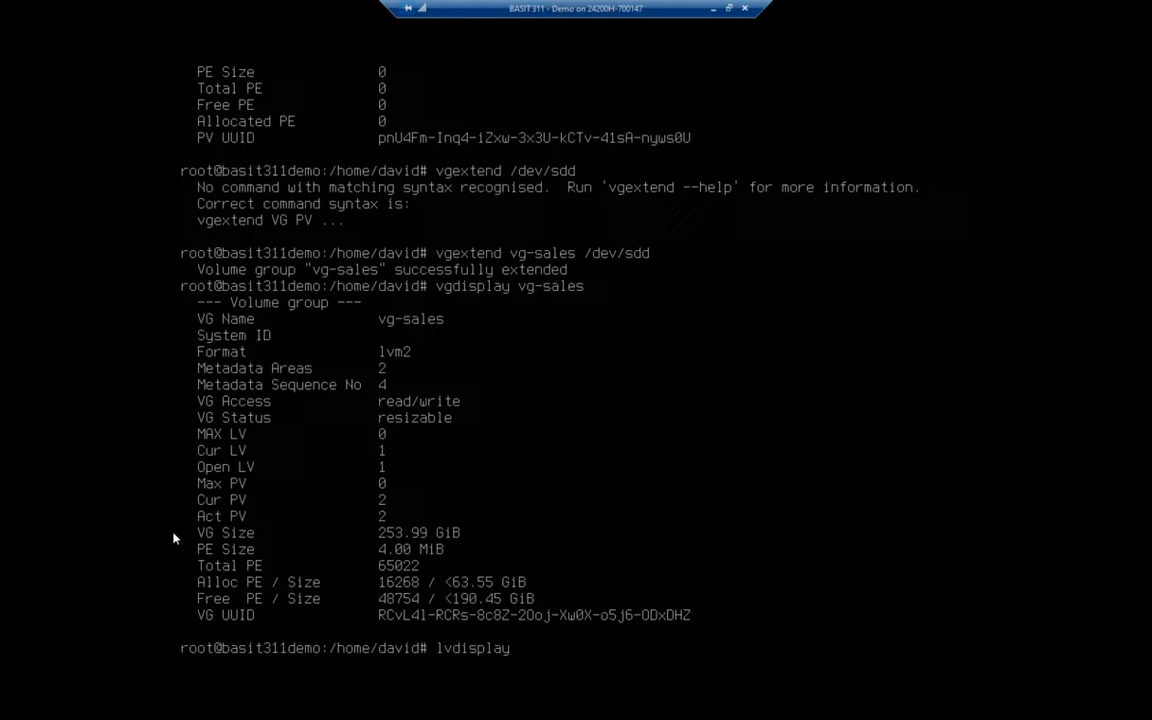 BASIT 311 - Demo on 24200H-700147
PE Size 0
Total PE 0
Free PE 0
Allocated PE 0
PV UUID pnU4Fm-Inq4-iZxw-3x3U-kCTv-41sA-nyws0U
root@basit311demo:/home/david# vgextend /dev/sdd
No command with matching syntax recognised.  Run 'vgextend --help' for more information.
Correct command syntax is:
vgextend VG PV ...
root@basit311demo:/home/david# vgextend vg-sales /dev/sdd
Volume group "vg-sales" successfully extended
root@basit311demo:/home/david# vgdisplay vg-sales
--- Volume group ---
VG Name vg-sales
System ID
Format lvm2
Metadata Areas 2
Metadata Sequence No 4
VG Access read/write
VG Status resizable
MAX LV 0
Cur LV 1
Open LV 1
Max PV 0
Cur PV 2
Act PV 2
VG Size 253.99 GiB
PE Size 4.00 MiB
Total PE 65022
Alloc PE / Size 16268 / <63.55 GiB
Free  PE / Size 48754 / <190.45 GiB
VG UUID RCvL4l-RCRs-8c8Z-2Ooj-Xw0X-o5j6-ODxDHZ
root@basit311demo:/home/david# lvdisplay